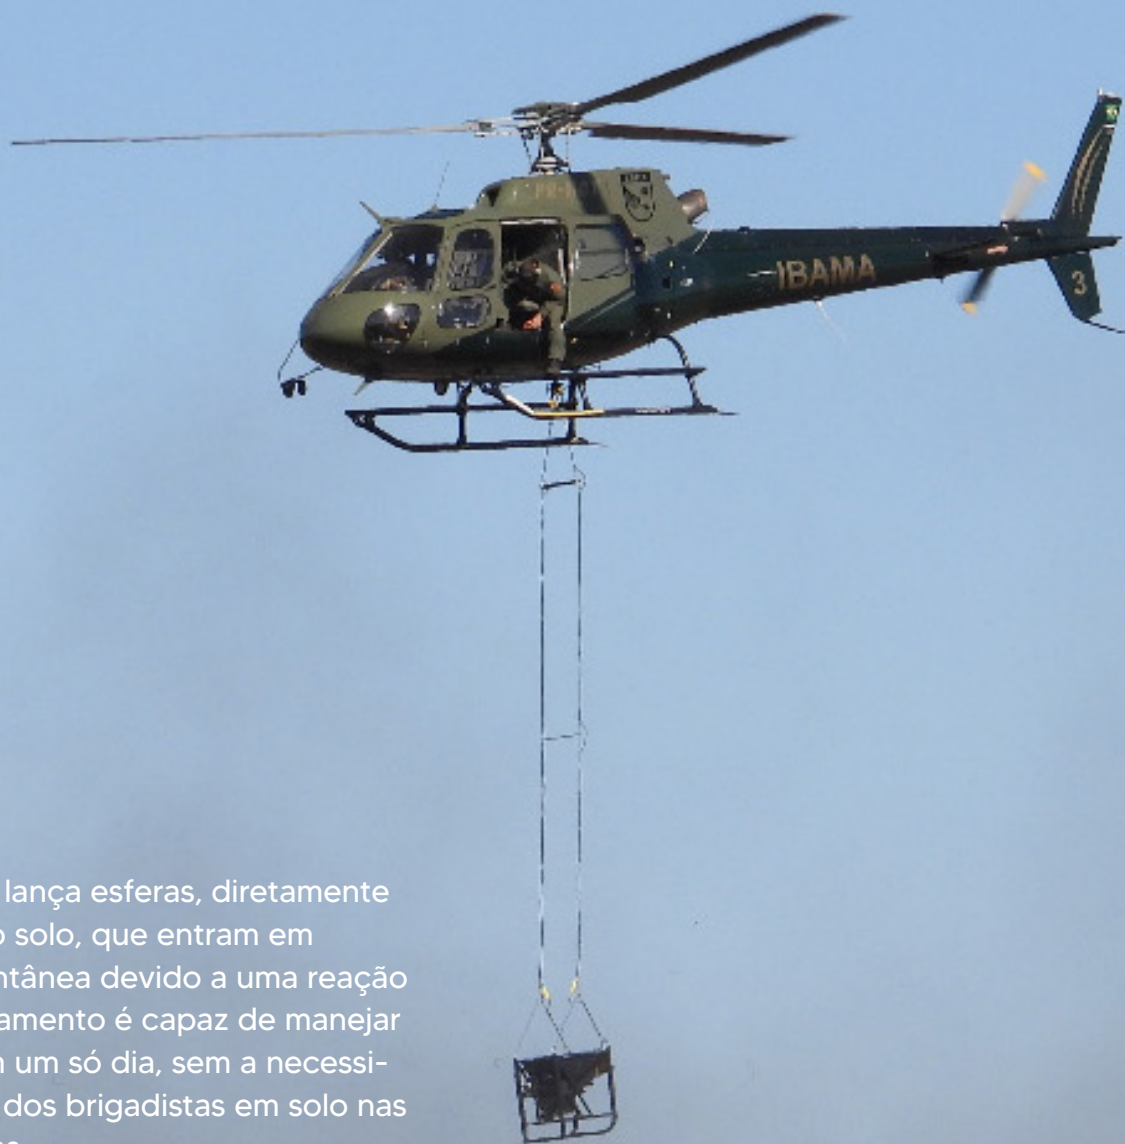 IBAMA
3
lança esferas, diretamente
solo, que entram em
ntânea devido a uma reação
amento é capaz de manejar
um só dia, sem a necessi-
dos brigadistas em solo nas